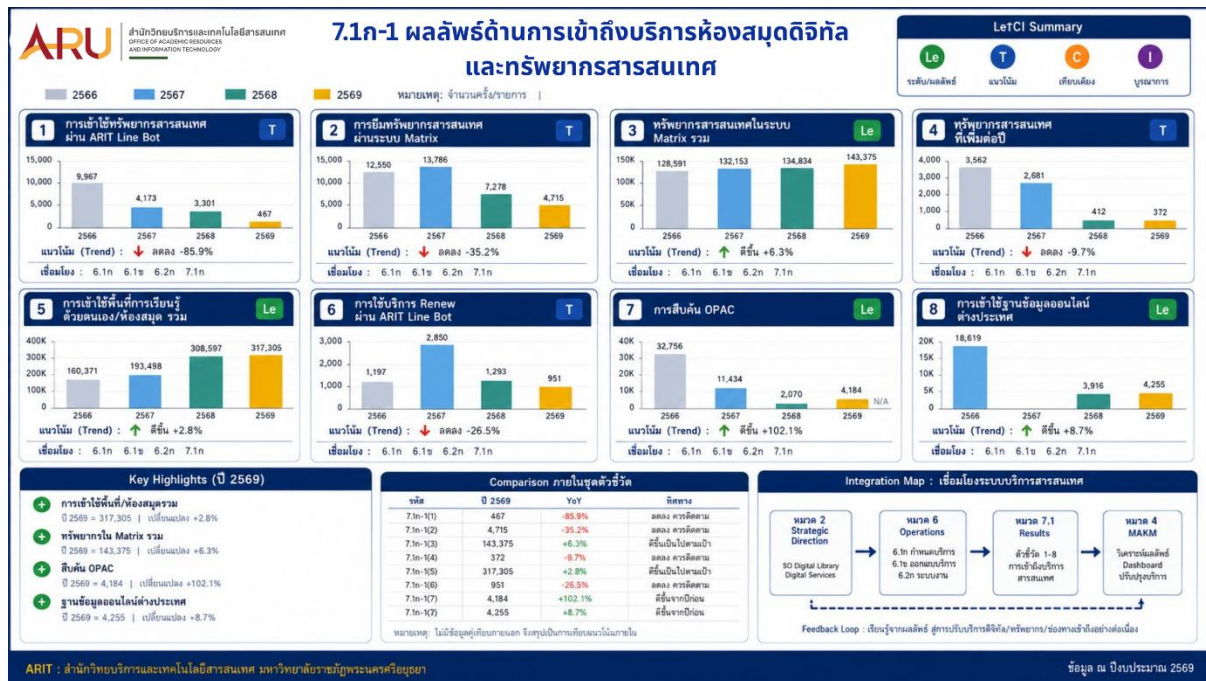 ARU
สำนักวิทยบริการและเทคโนโลยีสารสนเทศ
OFFICE OF ACADEMIC RESOURCES
AND INFORMATION TECHNOLOGY
7.1ก-1 ผลลัพธ์ด้านการเข้าถึงบริการห้องสมุดดิจิทัล
และทรัพยากรสารสนเทศ
LeTCI Summary
Le T C I
ระดับ/ผลลัพธ์ แนวโน้ม เทียบเคียง บูรณาการ
2566 2567 2568 2569 หมายเหตุ: จำนวนครั้ง/รายการ |
1 การเข้าใช้ทรัพยากรสารสนเทศ
ผ่าน ARIT Line Bot T
15,000
10,000
5,000
0
9,967 4,173 3,301 467
2566 2567 2568 2569
แนวโน้ม (Trend) : ↓ ลดลง -85.9%
เชื่อมโยง : 6.1ก 6.1ข 6.2ก 7.1ก
2 การยืมทรัพยากรสารสนเทศ
ผ่านระบบ Matrix T
15,000
10,000
5,000
0
12,550 13,786 7,278 4,715
2566 2567 2568 2569
แนวโน้ม (Trend) : ↓ ลดลง -35.2%
เชื่อมโยง : 6.1ก 6.1ข 6.2ก 7.1ก
3 ทรัพยากรสารสนเทศในระบบ
Matrix รวม Le
150K
100K
50K
0
128,591 132,153 134,834 143,375
2566 2567 2568 2569
แนวโน้ม (Trend) : ↑ ดีขึ้น +6.3%
เชื่อมโยง : 6.1ก 6.1ข 6.2ก 7.1ก
4 ทรัพยากรสารสนเทศ
ที่เพิ่มต่อปี T
4,000
3,000
2,000
1,000
0
3,562 2,681 412 372
2566 2567 2568 2569
แนวโน้ม (Trend) : ↓ ลดลง -9.7%
เชื่อมโยง : 6.1ก 6.1ข 6.2ก 7.1ก
5 การเข้าใช้พื้นที่การเรียนรู้
ด้วยตนเอง/ห้องสมุด รวม Le
400K
300K
200K
100K
0
160,371 193,498 308,597 317,305
2566 2567 2568 2569
แนวโน้ม (Trend) : ↑ ดีขึ้น +2.8%
เชื่อมโยง : 6.1ก 6.1ข 6.2ก 7.1ก
6 การใช้บริการ Renew
ผ่าน ARIT Line Bot T
3,000
2,000
1,000
0
1,197 2,850 1,293 951
2566 2567 2568 2569
แนวโน้ม (Trend) : ↓ ลดลง -26.5%
เชื่อมโยง : 6.1ก 6.1ข 6.2ก 7.1ก
7 การสืบค้น OPAC Le
40K
30K
20K
10K
0
32,756 11,434 2,070 4,184 N/A
2566 2567 2568 2569
แนวโน้ม (Trend) : ↑ ดีขึ้น +102.1%
เชื่อมโยง : 6.1ก 6.1ข 6.2ก 7.1ก
8 การเข้าใช้ฐานข้อมูลออนไลน์
ต่างประเทศ Le
20K
15K
10K
5K
0
18,619 3,916 4,255
2566 2567 2568 2569
แนวโน้ม (Trend) : ↑ ดีขึ้น +8.7%
เชื่อมโยง : 6.1ก 6.1ข 6.2ก 7.1ก
Key Highlights (ปี 2569)
การเข้าใช้พื้นที่/ห้องสมุดรวม
ปี 2569 = 317,305 | เปลี่ยนแปลง +2.8%
ทรัพยากรใน Matrix รวม
ปี 2569 = 143,375 | เปลี่ยนแปลง +6.3%
สืบค้น OPAC
ปี 2569 = 4,184 | เปลี่ยนแปลง +102.1%
ฐานข้อมูลออนไลน์ต่างประเทศ
ปี 2569 = 4,255 | เปลี่ยนแปลง +8.7%
Comparison ภายในชุดตัวชี้วัด
รหัส ปี 2569 YoY ทิศทาง
7.1ก-1(1) 467 -85.9% ลดลง ควรติดตาม
7.1ก-1(2) 4,715 -35.2% ลดลง ควรติดตาม
7.1ก-1(3) 143,375 +6.3% ดีขึ้นเป็นไปตามเป้า
7.1ก-1(4) 372 -9.7% ลดลง ควรติดตาม
7.1ก-1(5) 317,305 +2.8% ดีขึ้นเป็นไปตามเป้า
7.1ก-1(6) 951 -26.5% ลดลง ควรติดตาม
7.1ก-1(7) 4,184 +102.1% ดีขึ้นจากปีก่อน
7.1ก-1(7) 4,255 +8.7% ดีขึ้นจากปีก่อน
หมายเหตุ: ไม่มีข้อมูลคู่เทียบภายนอก จึงสรุปเป็นการเทียบแนวโน้มภายใน
Integration Map : เชื่อมโยงระบบบริการสารสนเทศ
หมวด 2
Strategic
Direction
SO Digital Library
Digital Services
หมวด 6
Operations
6.1ก กำหนดบริการ
6.1ข ออกแบบบริการ
6.2ก ระบบงาน
หมวด 7.1
Results
ตัวชี้วัด 1-8
การเข้าถึงบริการ
สารสนเทศ
หมวด 4
MAKM
วิเคราะห์ผลลัพธ์
Dashboard
ปรับปรุงบริการ
Feedback Loop : เรียนรู้จากผลลัพธ์ สู่การปรับบริการดิจิทัล/ทรัพยากร/ช่องทางเข้าถึงอย่างต่อเนื่อง
ARIT : สำนักวิทยบริการและเทคโนโลยีสารสนเทศ มหาวิทยาลัยราชภัฏพระนครศรีอยุธยา
ข้อมูล ณ ปีงบประมาณ 2569